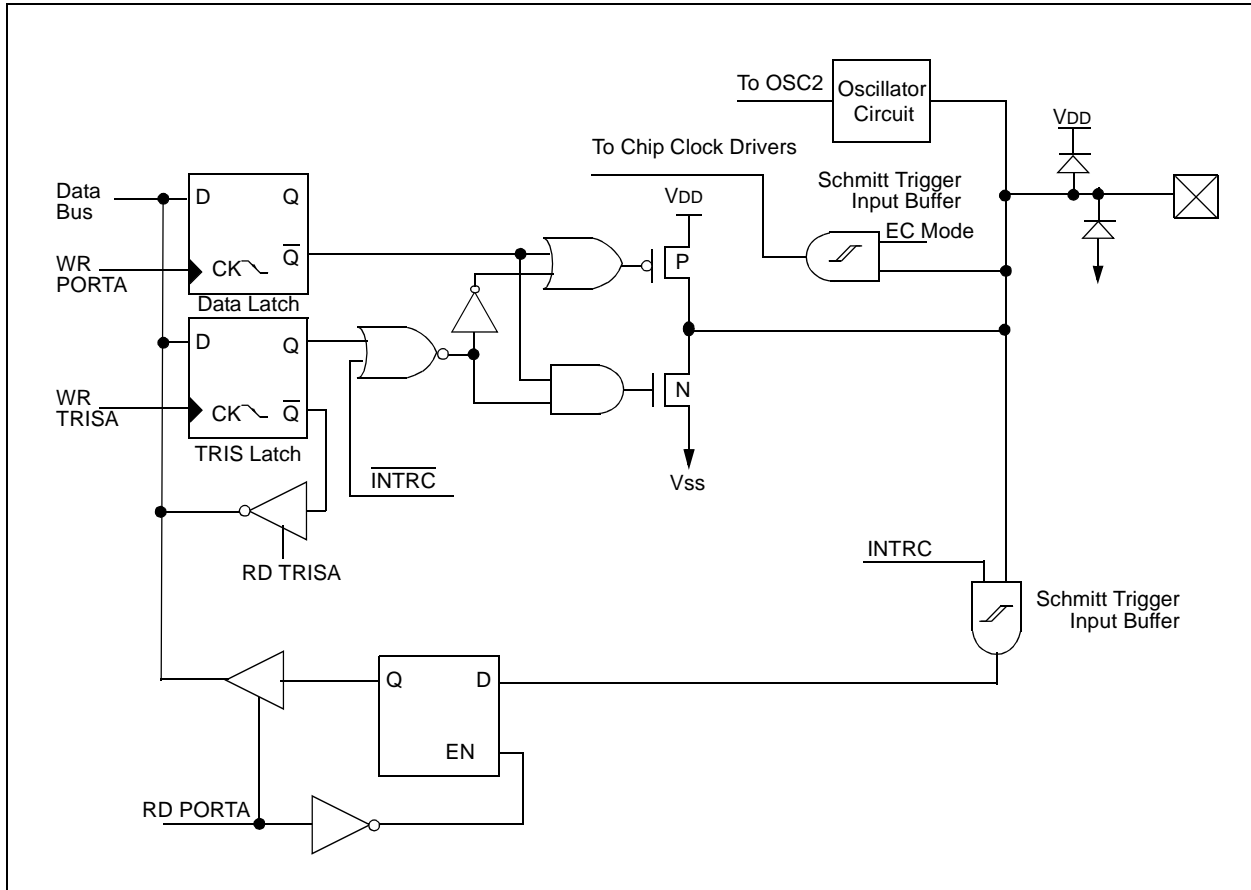 To OSC2
Oscillator
Circuit
VDD
To Chip Clock Drivers
Schmitt Trigger
Input Buffer
EC Mode
VDD
Data
Bus
D
Q
Q̅
WR
PORTA
CK
Data Latch
P
D
Q
WR
TRISA
CK
Q̅
TRIS Latch
N
I̅N̅T̅R̅C̅
Vss
RD TRISA
INTRC
Schmitt Trigger
Input Buffer
Q
D
EN
RD PORTA